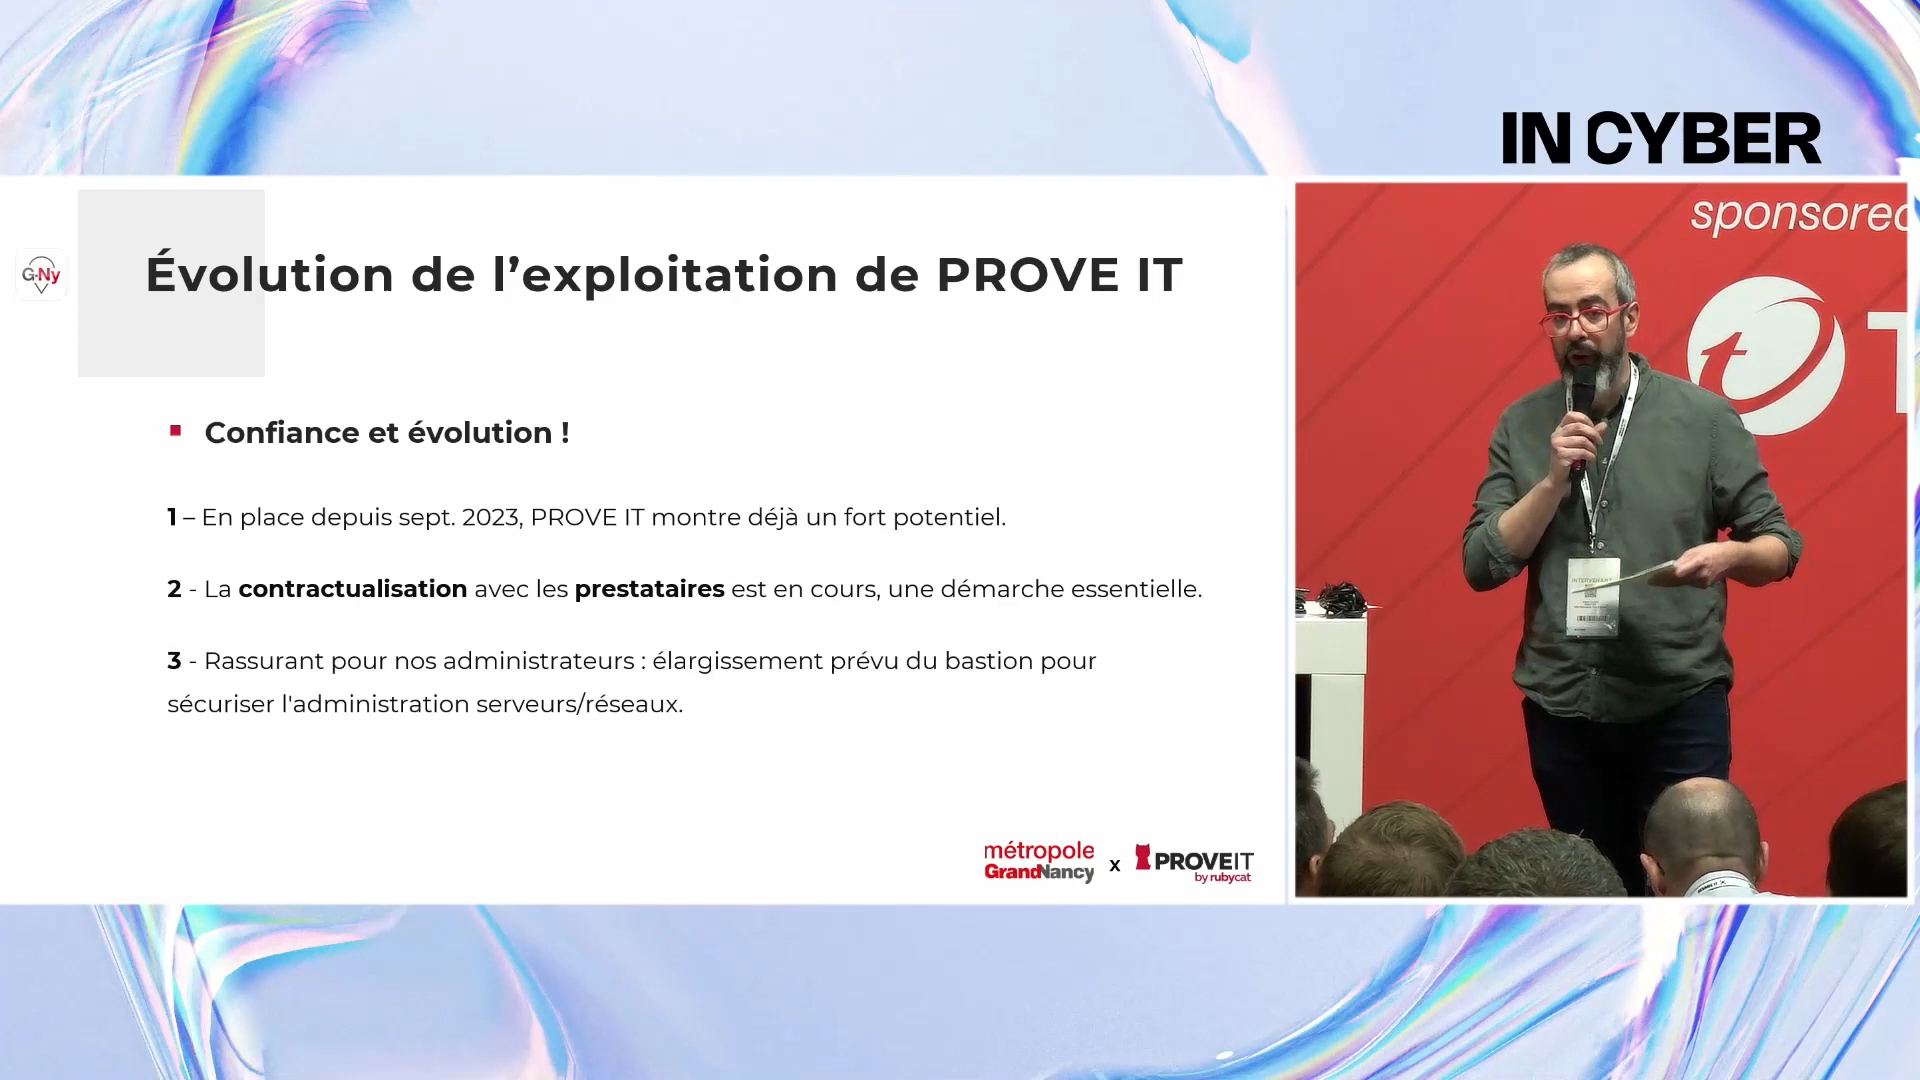 IN CYBER
sponsored
G-Ny
Évolution de l’exploitation de PROVE IT
T
▪ Confiance et évolution !
1 – En place depuis sept. 2023, PROVE IT montre déjà un fort potentiel.
2 - La contractualisation avec les prestataires est en cours, une démarche essentielle.
INTERVENANT
3 - Rassurant pour nos administrateurs : élargissement prévu du bastion pour
sécuriser l'administration serveurs/réseaux.
métropole
GrandNancy
x
PROVEIT
by rubycat